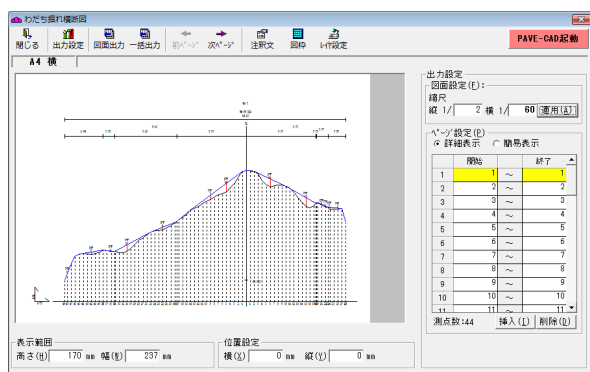 わだち掘れ横断図
閉じる 出力設定 図面出力 一括出力 前ﾍﾟｰｼﾞ 次ﾍﾟｰｼﾞ 注釈文 図枠 ﾚｲﾔ設定 PAVE-CAD起動
A4 横
出力設定
図面設定(F):
縮尺
縦 1/ 2 横 1/ 60 適用(A)
ﾍﾟｰｼﾞ設定(P)
詳細表示 簡易表示
開始 終了
1 1 ～ 1
2 2 ～ 2
3 3 ～ 3
4 4 ～ 4
5 5 ～ 5
6 6 ～ 6
7 7 ～ 7
8 8 ～ 8
9 9 ～ 9
10 10 ～ 10
11 11 ～ 11
測点数:44 挿入(I) 削除(D)
表示範囲
高さ(H) 170 mm 幅(W) 237 mm
位置設定
横(X) 0 mm 縦(Y) 0 mm